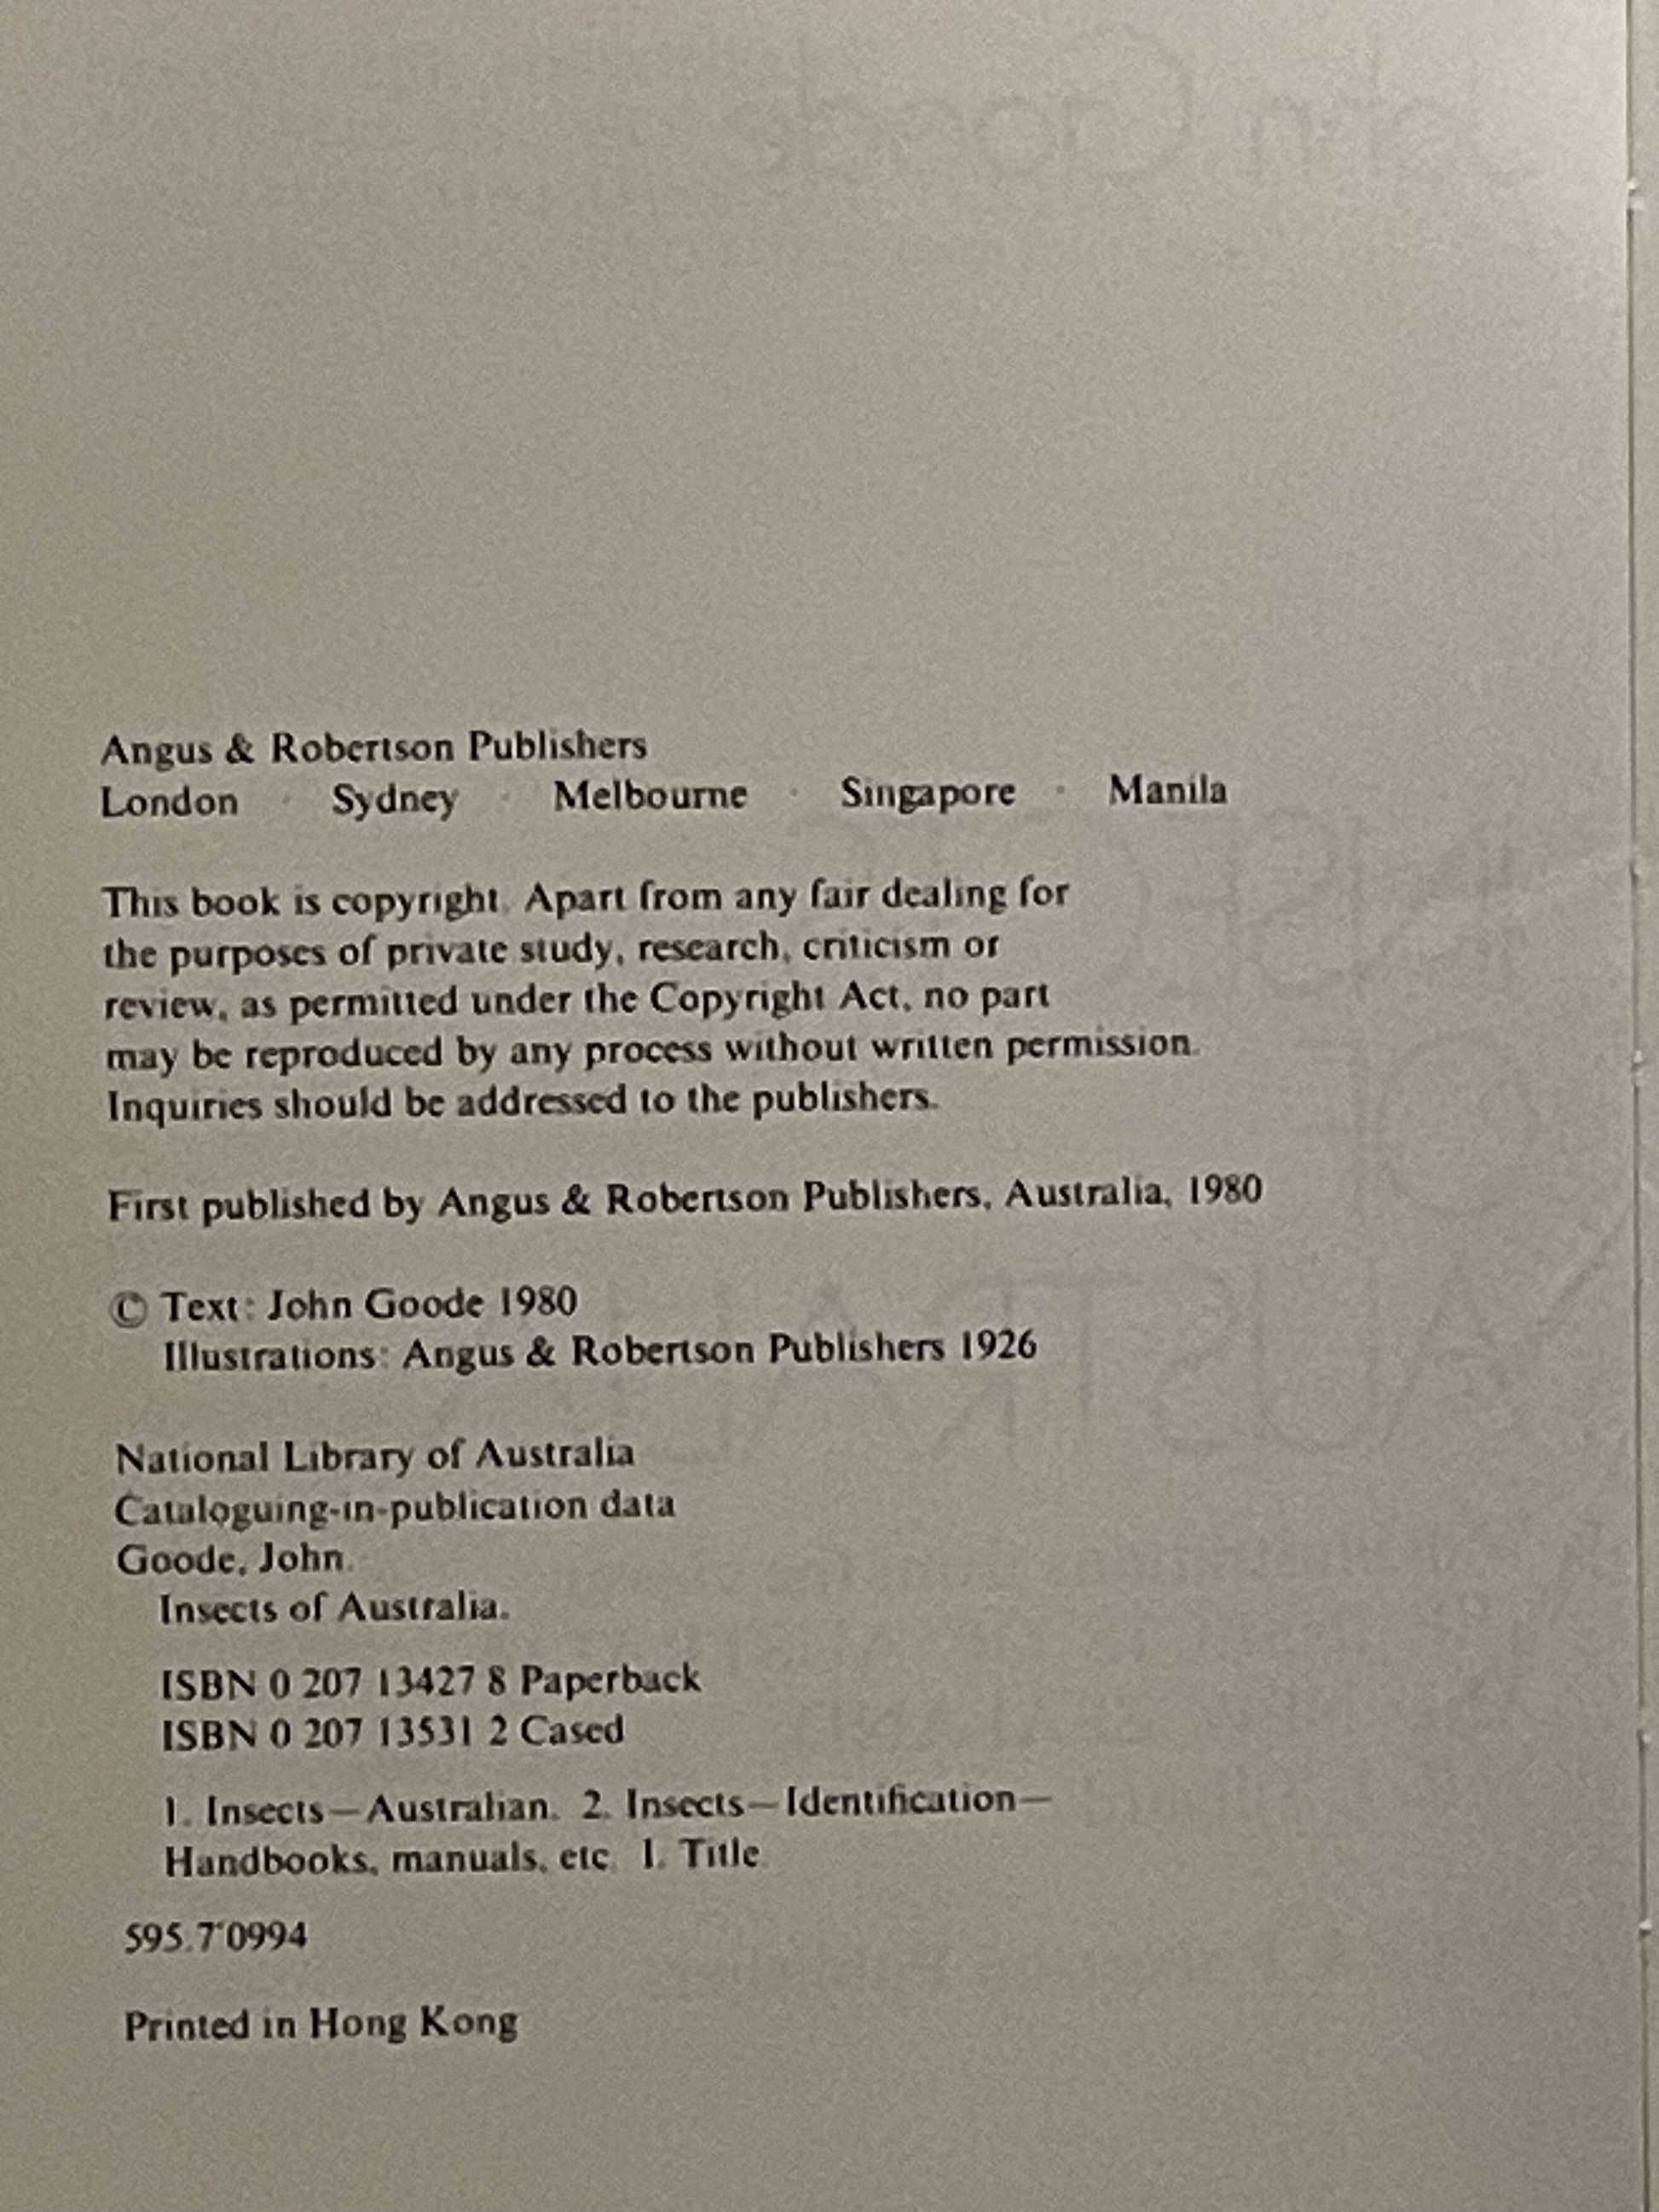 Angus & Robertson Publishers
London · Sydney · Melbourne · Singapore · Manila
This book is copyright. Apart from any fair dealing for
the purposes of private study, research, criticism or
review, as permitted under the Copyright Act, no part
may be reproduced by any process without written permission.
Inquiries should be addressed to the publishers.
First published by Angus & Robertson Publishers, Australia, 1980
© Text: John Goode 1980
Illustrations: Angus & Robertson Publishers 1926
National Library of Australia
Cataloguing-in-publication data
Goode, John.
Insects of Australia.
ISBN 0 207 13427 8 Paperback
ISBN 0 207 13531 2 Cased
1. Insects—Australian. 2. Insects—Identification—
Handbooks, manuals, etc. I. Title.
595.7'0994
Printed in Hong Kong